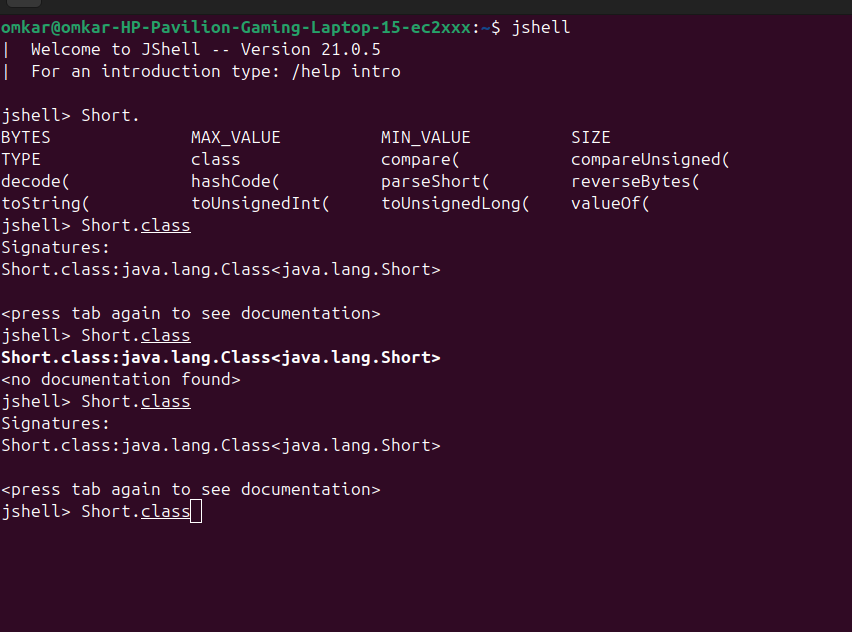 omkar@omkar-HP-Pavilion-Gaming-Laptop-15-ec2xxx:~$ jshell
|  Welcome to JShell -- Version 21.0.5
|  For an introduction type: /help intro

jshell> Short.
BYTES              MAX_VALUE          MIN_VALUE          SIZE
TYPE               class              compare(           compareUnsigned(
decode(            hashCode(          parseShort(        reverseBytes(
toString(          toUnsignedInt(     toUnsignedLong(    valueOf(
jshell> Short.class
Signatures:
Short.class:java.lang.Class<java.lang.Short>

<press tab again to see documentation>
jshell> Short.class
Short.class:java.lang.Class<java.lang.Short>
<no documentation found>
jshell> Short.class
Signatures:
Short.class:java.lang.Class<java.lang.Short>

<press tab again to see documentation>
jshell> Short.class